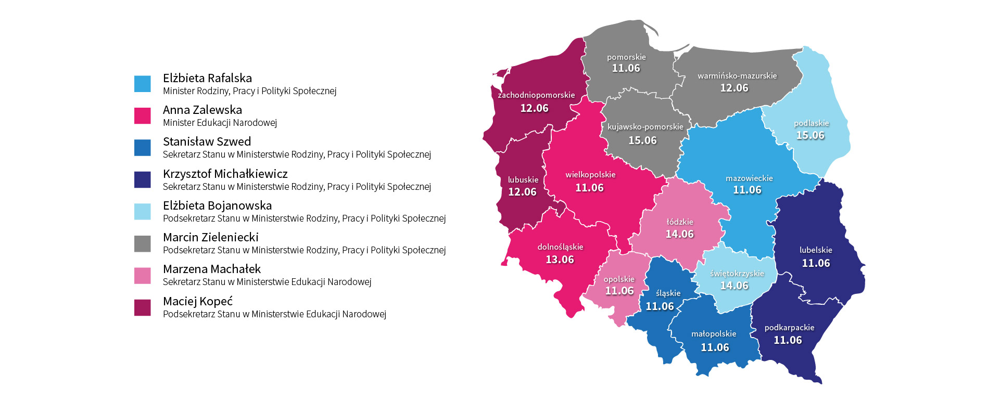 Elżbieta Rafalska
Minister Rodziny, Pracy i Polityki Społecznej
Anna Zalewska
Minister Edukacji Narodowej
Stanisław Szwed
Sekretarz Stanu w Ministerstwie Rodziny, Pracy i Polityki Społecznej
Krzysztof Michałkiewicz
Sekretarz Stanu w Ministerstwie Rodziny, Pracy i Polityki Społecznej
Elżbieta Bojanowska
Podsekretarz Stanu w Ministerstwie Rodziny, Pracy i Polityki Społecznej
Marcin Zieleniecki
Podsekretarz Stanu w Ministerstwie Rodziny, Pracy i Polityki Społecznej
Marzena Machałek
Sekretarz Stanu w Ministerstwie Edukacji Narodowej
Maciej Kopeć
Podsekretarz Stanu w Ministerstwie Edukacji Narodowej
pomorskie
11.06
warmińsko-mazurskie
12.06
zachodniopomorskie
12.06
kujawsko-pomorskie
15.06
podlaskie
15.06
lubuskie
12.06
wielkopolskie
11.06
mazowieckie
11.06
łódzkie
14.06
dolnośląskie
13.06
lubelskie
11.06
opolskie
11.06
śląskie
11.06
świętokrzyskie
14.06
małopolskie
11.06
podkarpackie
11.06